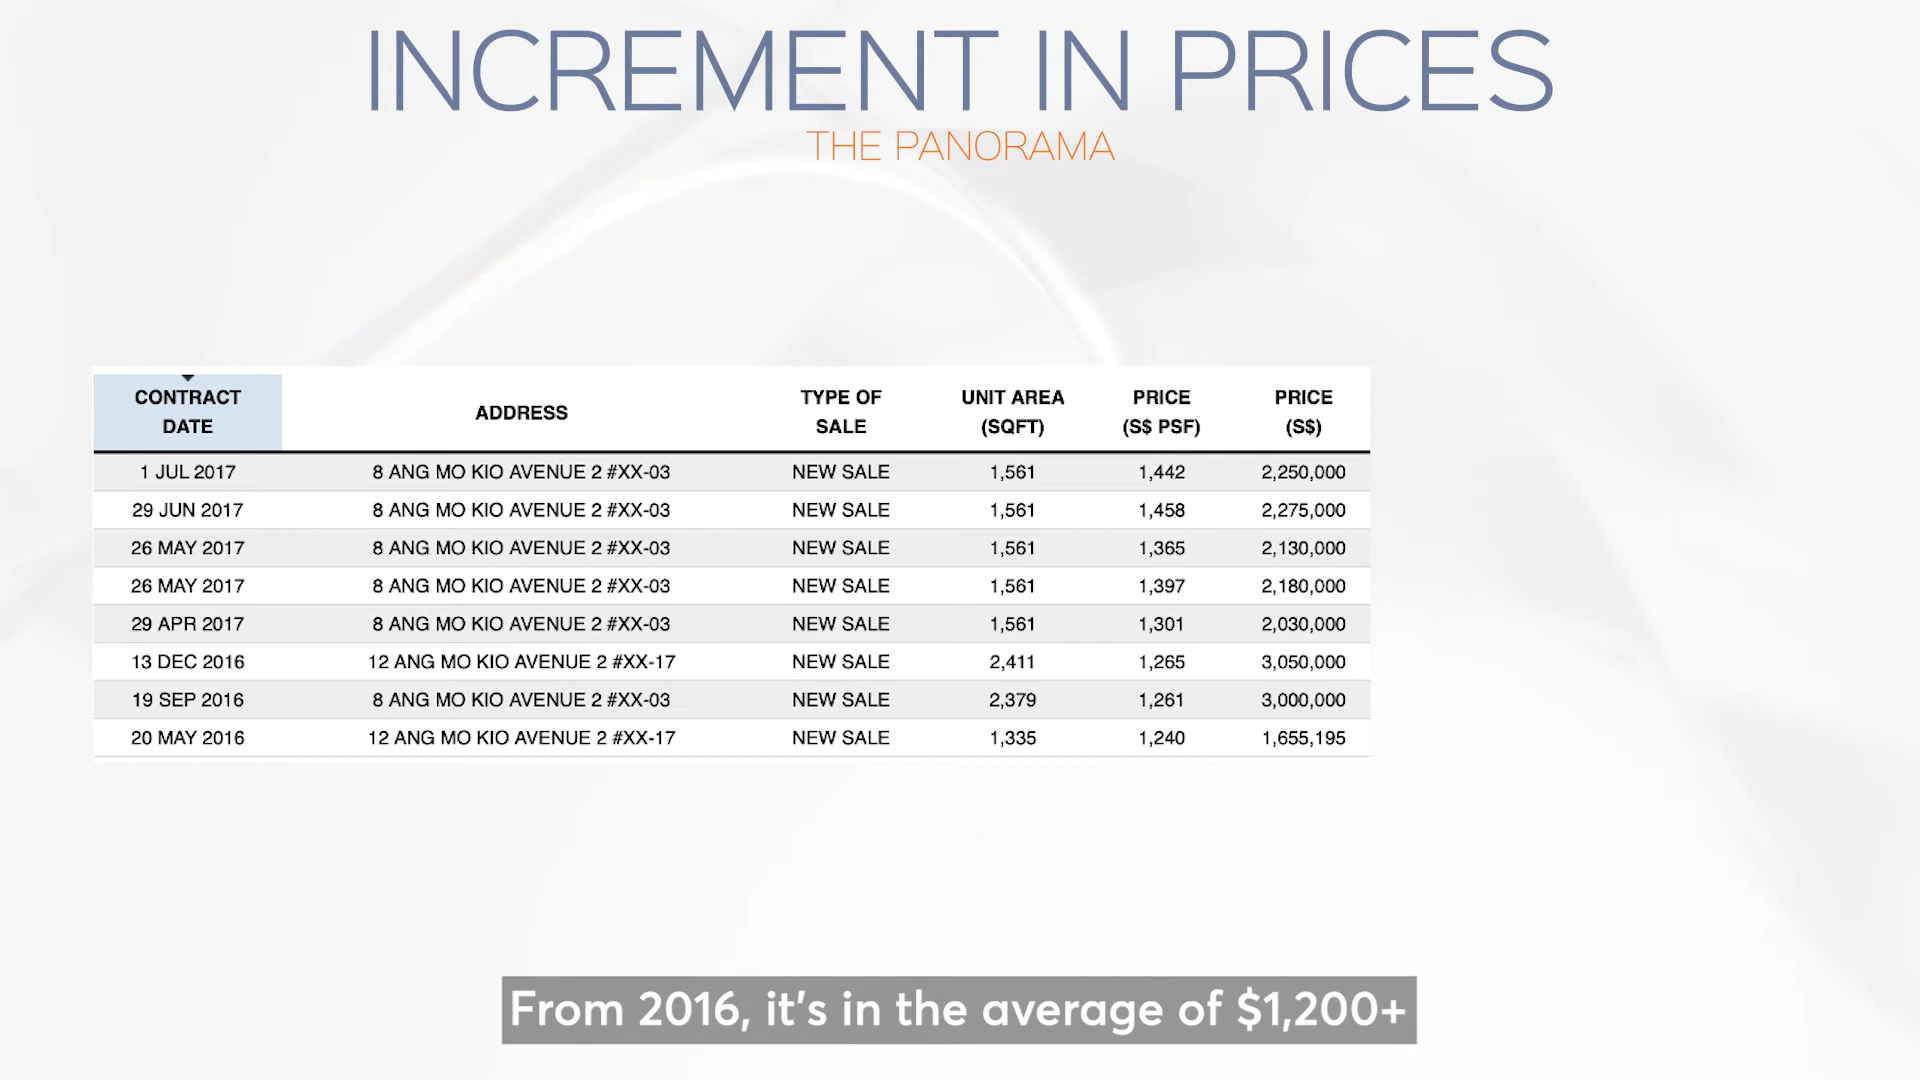 INCREMENT IN PRICES
THE PANORAMA
CONTRACT DATE ADDRESS TYPE OF SALE UNIT AREA (SQFT) PRICE (S$ PSF) PRICE (S$)
1 JUL 2017 8 ANG MO KIO AVENUE 2 #XX-03 NEW SALE 1,561 1,442 2,250,000
29 JUN 2017 8 ANG MO KIO AVENUE 2 #XX-03 NEW SALE 1,561 1,458 2,275,000
26 MAY 2017 8 ANG MO KIO AVENUE 2 #XX-03 NEW SALE 1,561 1,365 2,130,000
26 MAY 2017 8 ANG MO KIO AVENUE 2 #XX-03 NEW SALE 1,561 1,397 2,180,000
29 APR 2017 8 ANG MO KIO AVENUE 2 #XX-03 NEW SALE 1,561 1,301 2,030,000
13 DEC 2016 12 ANG MO KIO AVENUE 2 #XX-17 NEW SALE 2,411 1,265 3,050,000
19 SEP 2016 8 ANG MO KIO AVENUE 2 #XX-03 NEW SALE 2,379 1,261 3,000,000
20 MAY 2016 12 ANG MO KIO AVENUE 2 #XX-17 NEW SALE 1,335 1,240 1,655,195
From 2016, it's in the average of $1,200+